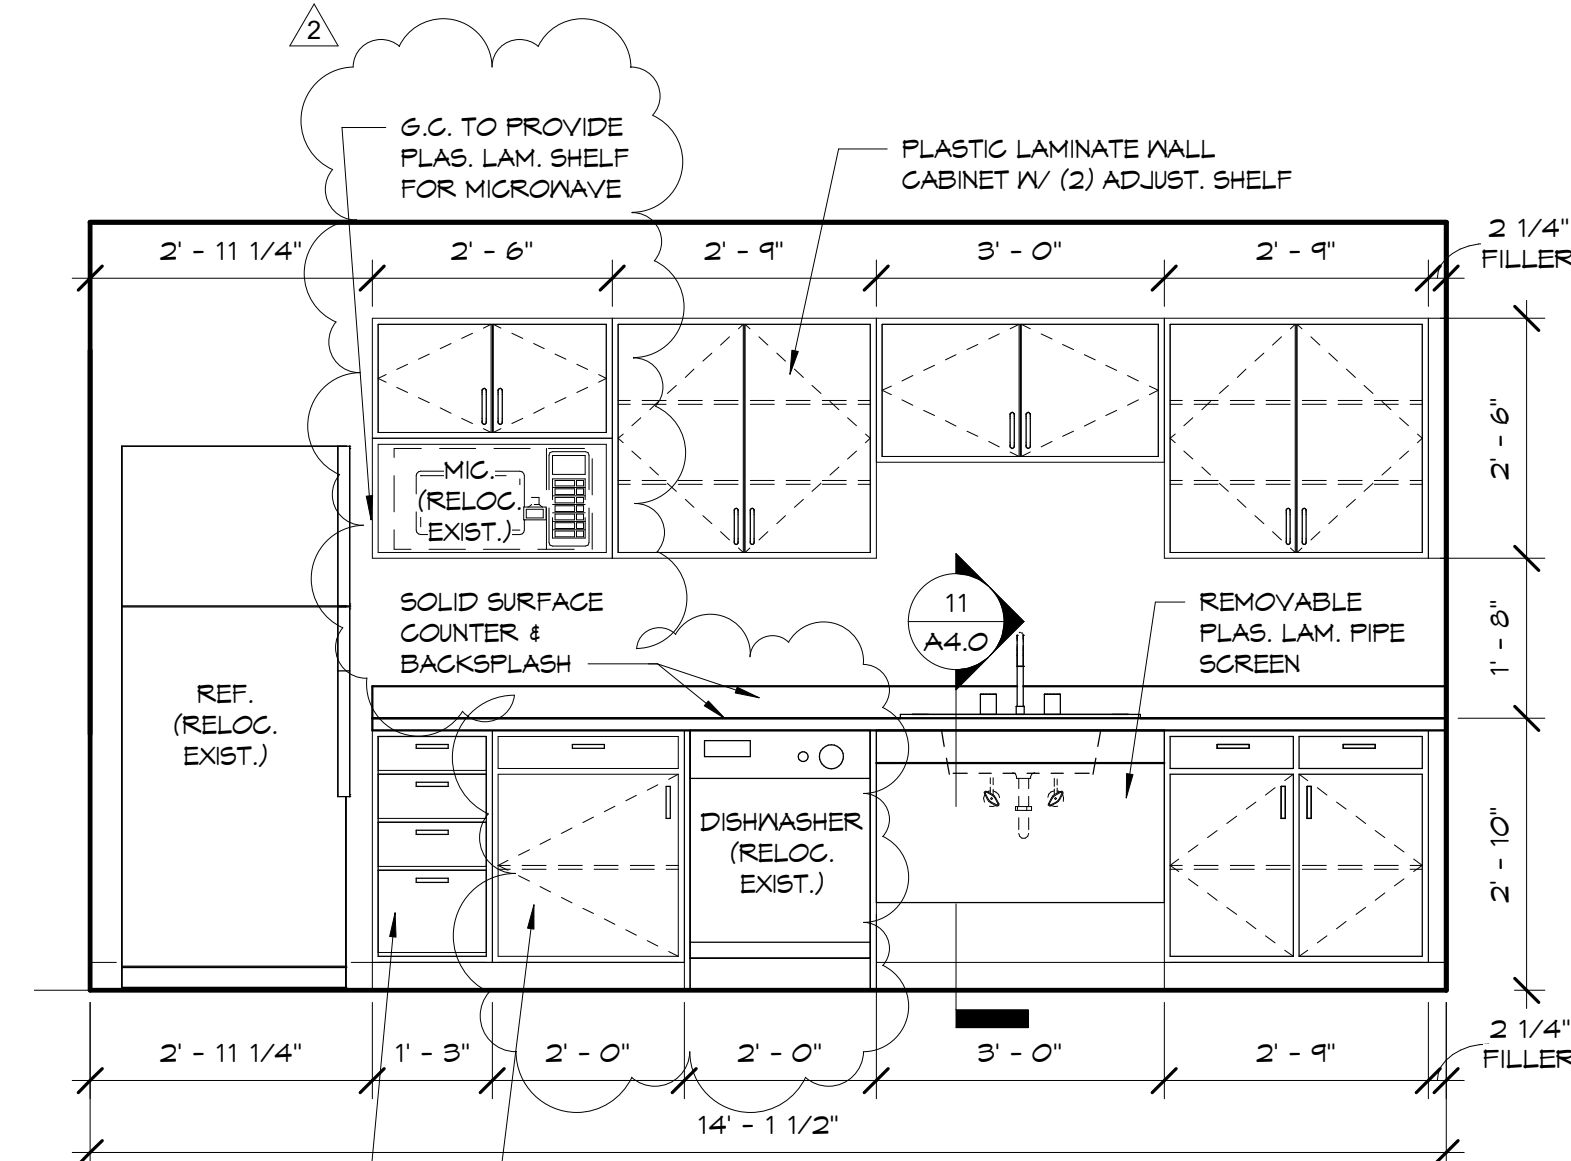 2
G.C. TO PROVIDE
PLAS. LAM. SHELF
FOR MICROWAVE
PLASTIC LAMINATE WALL
CABINET W/ (2) ADJUST. SHELF
2' - 11 1/4"
2' - 6"
2' - 9"
3' - 0"
2' - 9"
2 1/4"
FILLER
MIC.
(RELOC.
EXIST.)
2' - 6"
SOLID SURFACE
COUNTER &
BACKSPLASH
11
A4.0
REMOVABLE
PLAS. LAM. PIPE
SCREEN
1' - 8"
REF.
(RELOC.
EXIST.)
DISHWASHER
(RELOC.
EXIST.)
2' - 10"
2' - 11 1/4"
1' - 3"
2' - 0"
2' - 0"
3' - 0"
2' - 9"
2 1/4"
FILLER
14' - 1 1/2"